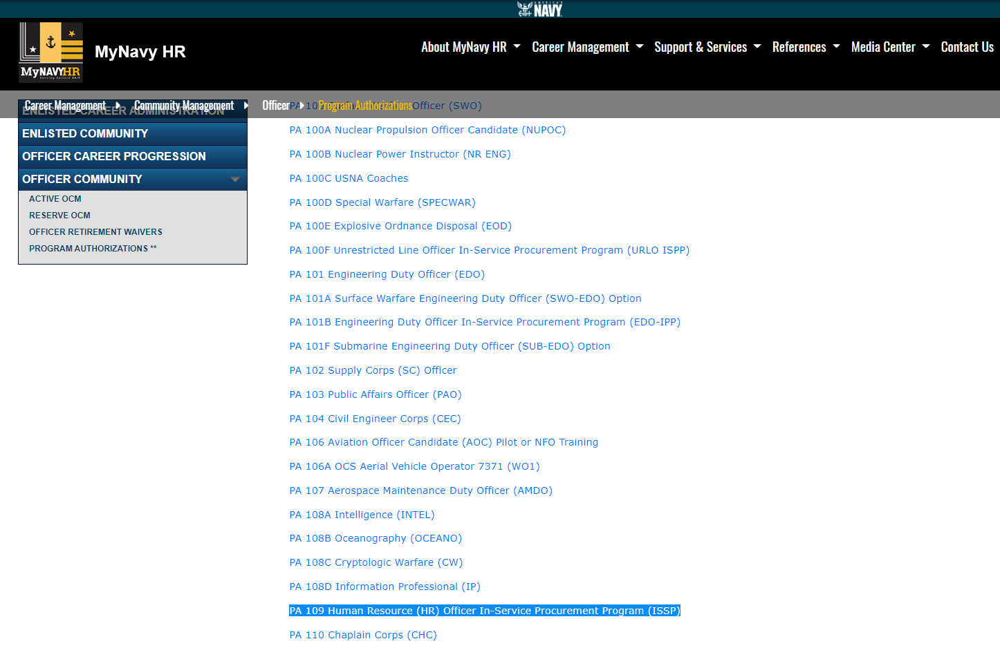 AMERICA'S
NAVY
MyNavy HR
MyNAVYHR
Serving Sailors 24/7
About MyNavy HR
Career Management
Support & Services
References
Media Center
Contact Us
Career Management
Community Management
Officer
Program Authorizations
ENLISTED CAREER ADMINISTRATION
ENLISTED COMMUNITY
OFFICER CAREER PROGRESSION
OFFICER COMMUNITY
ACTIVE OCM
RESERVE OCM
OFFICER RETIREMENT WAIVERS
PROGRAM AUTHORIZATIONS **
PA Officer (SWO)
PA 100A Nuclear Propulsion Officer Candidate (NUPOC)
PA 100B Nuclear Power Instructor (NR ENG)
PA 100C USNA Coaches
PA 100D Special Warfare (SPECWAR)
PA 100E Explosive Ordnance Disposal (EOD)
PA 100F Unrestricted Line Officer In-Service Procurement Program (URLO ISPP)
PA 101 Engineering Duty Officer (EDO)
PA 101A Surface Warfare Engineering Duty Officer (SWO-EDO) Option
PA 101B Engineering Duty Officer In-Service Procurement Program (EDO-IPP)
PA 101F Submarine Engineering Duty Officer (SUB-EDO) Option
PA 102 Supply Corps (SC) Officer
PA 103 Public Affairs Officer (PAO)
PA 104 Civil Engineer Corps (CEC)
PA 106 Aviation Officer Candidate (AOC) Pilot or NFO Training
PA 106A OCS Aerial Vehicle Operator 7371 (WO1)
PA 107 Aerospace Maintenance Duty Officer (AMDO)
PA 108A Intelligence (INTEL)
PA 108B Oceanography (OCEANO)
PA 108C Cryptologic Warfare (CW)
PA 108D Information Professional (IP)
PA 109 Human Resource (HR) Officer In-Service Procurement Program (ISSP)
PA 110 Chaplain Corps (CHC)